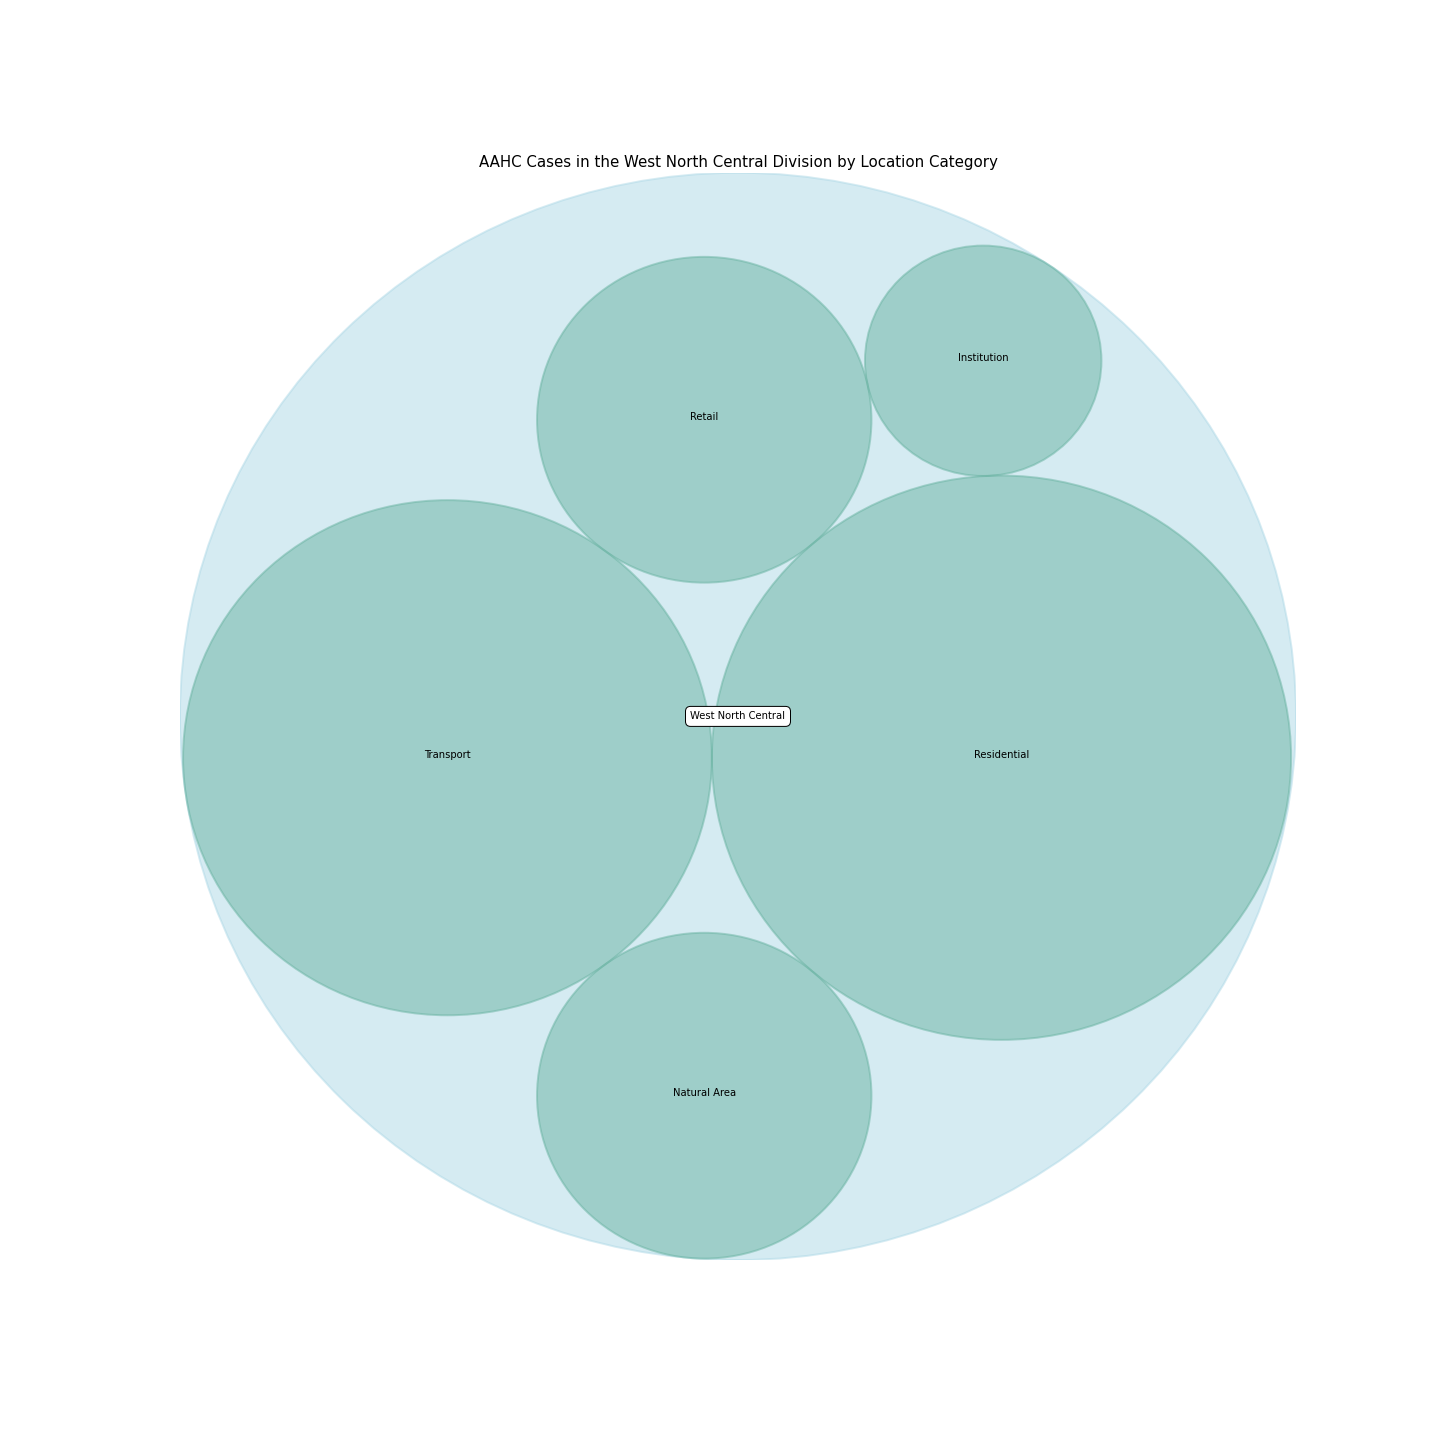 AAHC Cases in the West North Central Division by Location Category
Institution
Retail
West North Central
Transport
Residential
Natural Area